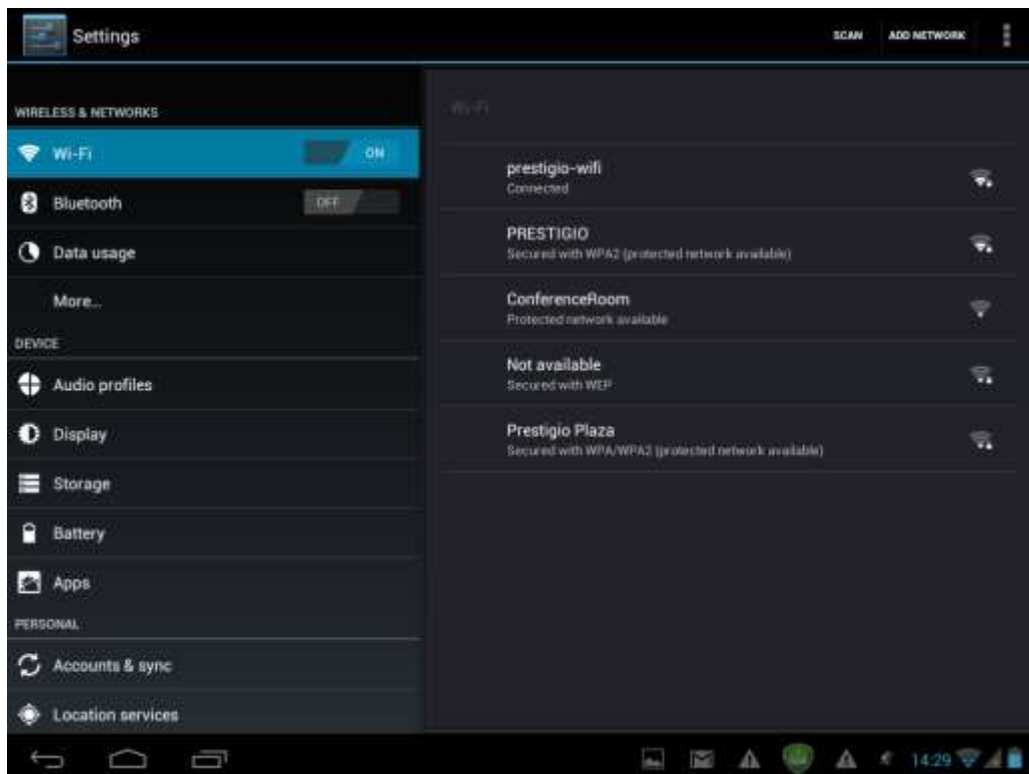 Settings
SCAN
ADD NETWORK
WIRELESS & NETWORKS
Wi-Fi
ON
Bluetooth
OFF
Data usage
More...
DEVICE
Audio profiles
Display
Storage
Battery
Apps
PERSONAL
Accounts & sync
Location services
Wi-Fi
prestigio-wifi
Connected
PRESTIGIO
Secured with WPA2 (protected network available)
ConferenceRoom
Protected network available
Not available
Secured with WEP
Prestigio Plaza
Secured with WPA/WPA2 (protected network available)
14:29